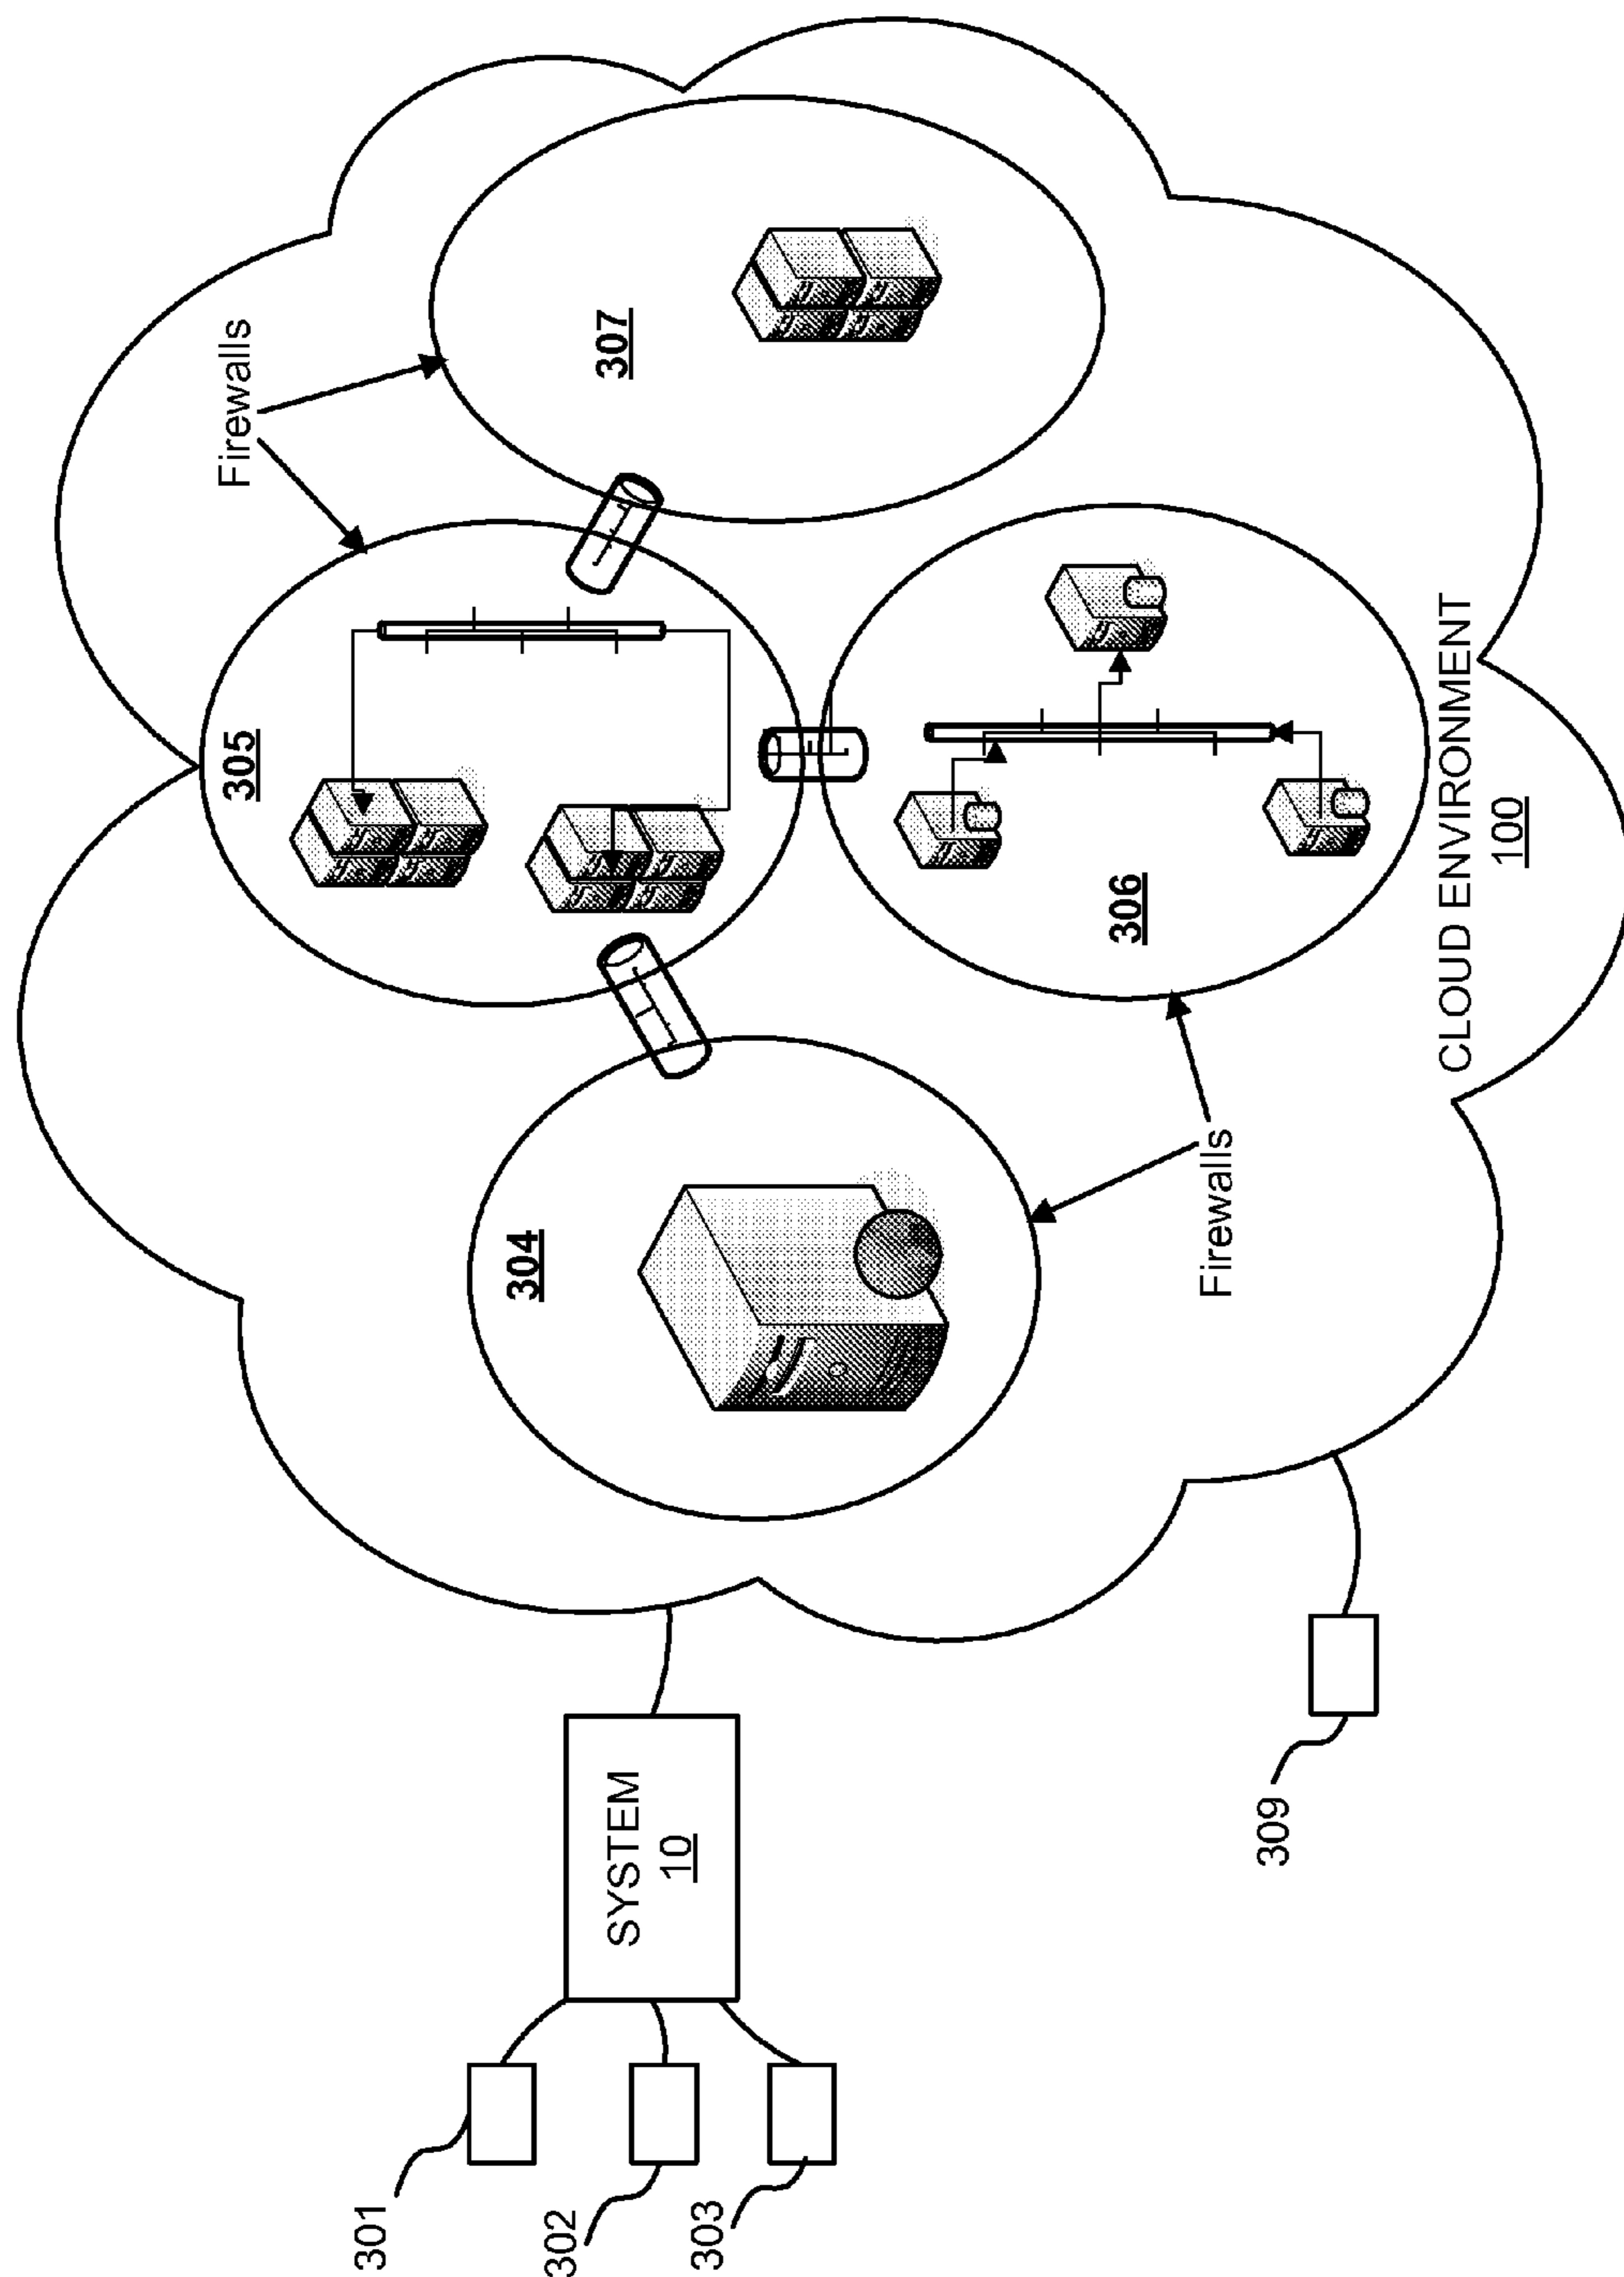 301
302
303
SYSTEM
10
304
305
Firewalls
307
306
Firewalls
309
CLOUD ENVIRONMENT
100